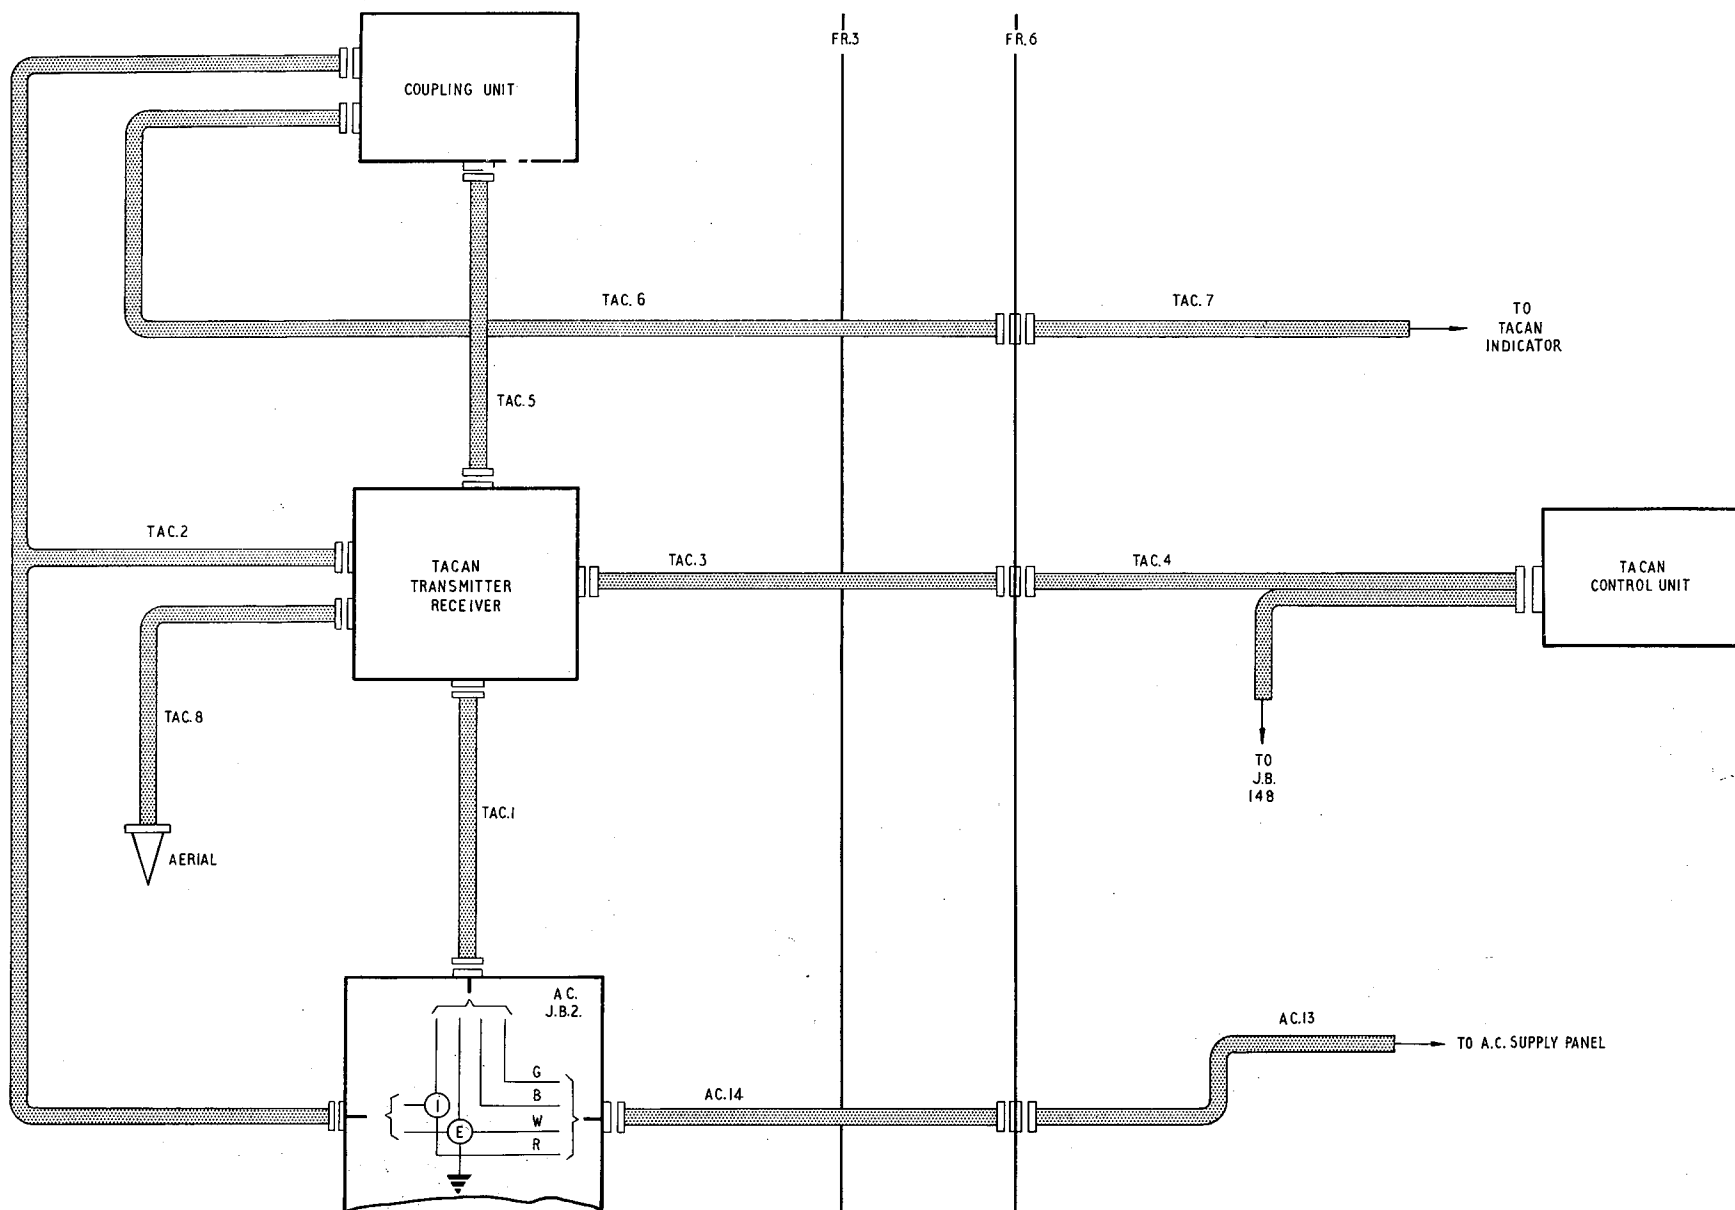 FR.3
FR.6
COUPLING UNIT
TAC. 6
TAC. 7
TO
TACAN
INDICATOR
TAC. 5
TAC. 2
TACAN
TRANSMITTER
RECEIVER
TAC. 3
TAC. 4
TACAN
CONTROL UNIT
TAC. 8
TO
J.B.
148
TAC. 1
AERIAL
A C.
J.B.2.
G
B
W
R
I
E
AC.14
AC.13
TO A.C. SUPPLY PANEL